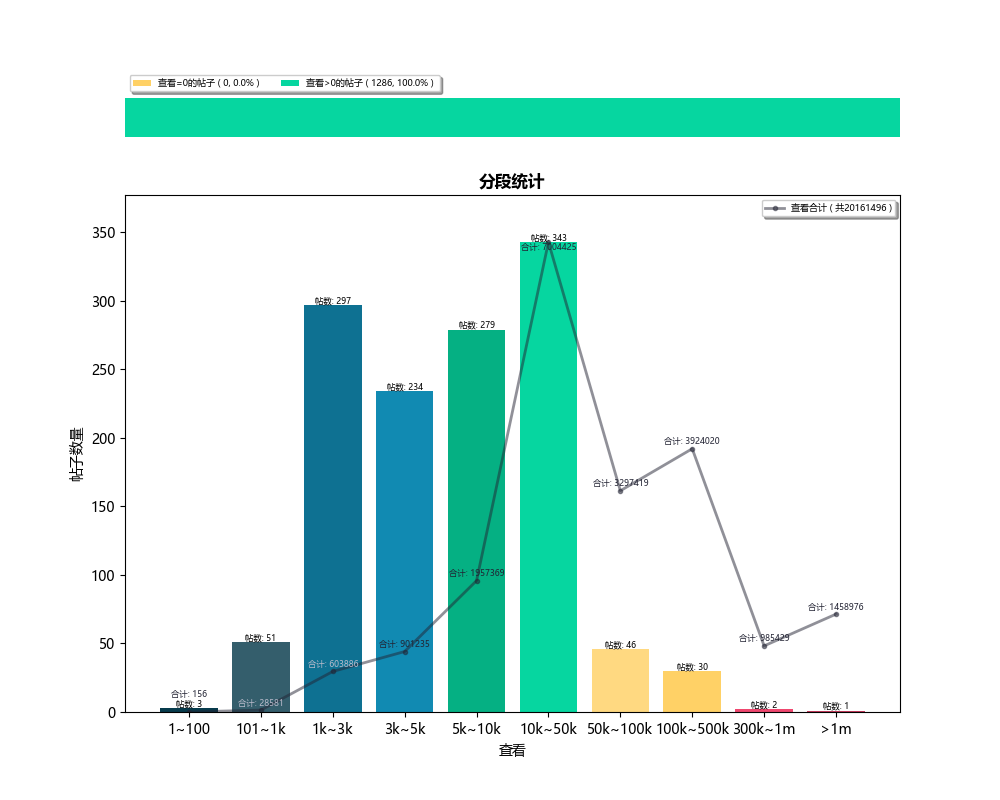 查看=0的帖子 ( 0, 0.0% )
查看>0的帖子 ( 1286, 100.0% )
分段统计
查看合计 ( 共20161496 )
帖子数量
350
300
250
200
150
100
50
0
帖数: 3
帖数: 51
帖数: 297
帖数: 234
帖数: 279
帖数: 343
帖数: 46
帖数: 30
帖数: 2
帖数: 1
合计: 156
合计: 28581
合计: 603886
合计: 901235
合计: 1957369
合计: 7004425
合计: 3297419
合计: 3924020
合计: 985429
合计: 1458976
1~100
101~1k
1k~3k
3k~5k
5k~10k
10k~50k
50k~100k
100k~500k
300k~1m
>1m
查看